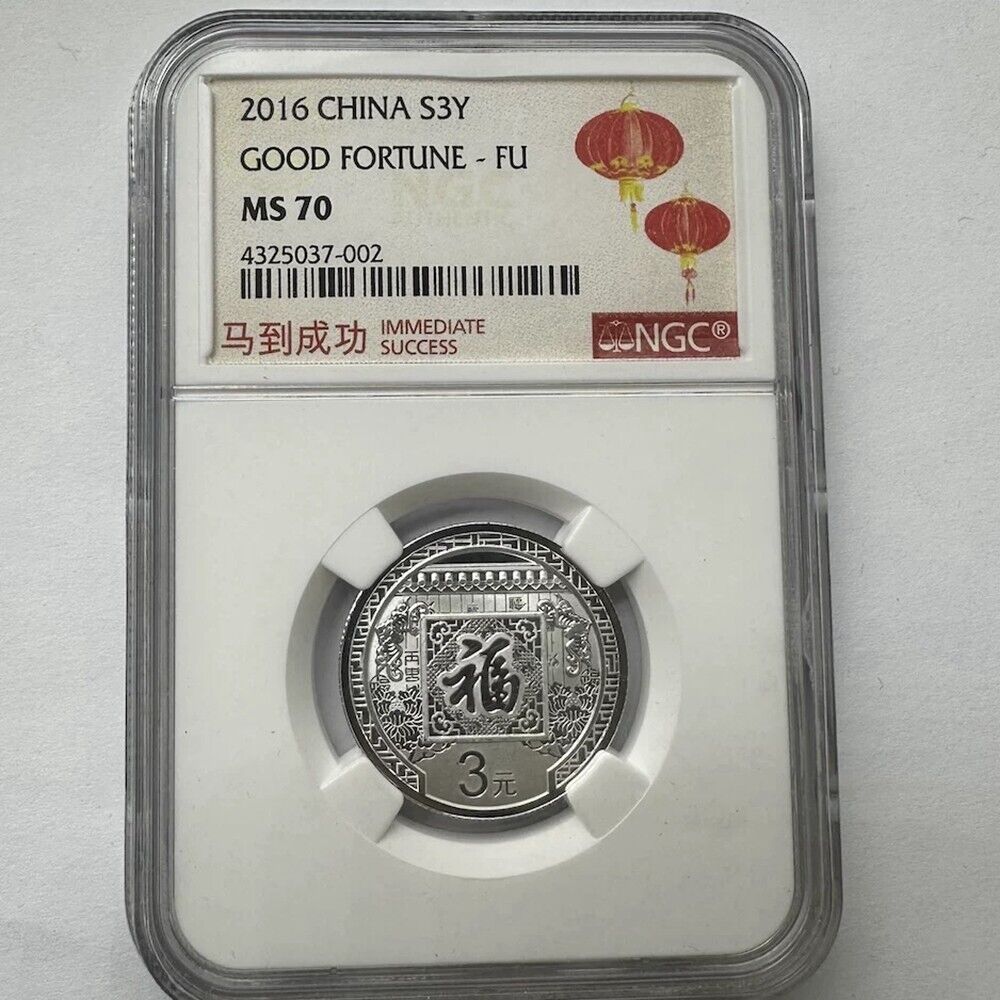 2016 CHINA S3Y
GOOD FORTUNE - FU
MS 70
4325037-002
马到成功 IMMEDIATE
SUCCESS
NGC®
福
3元